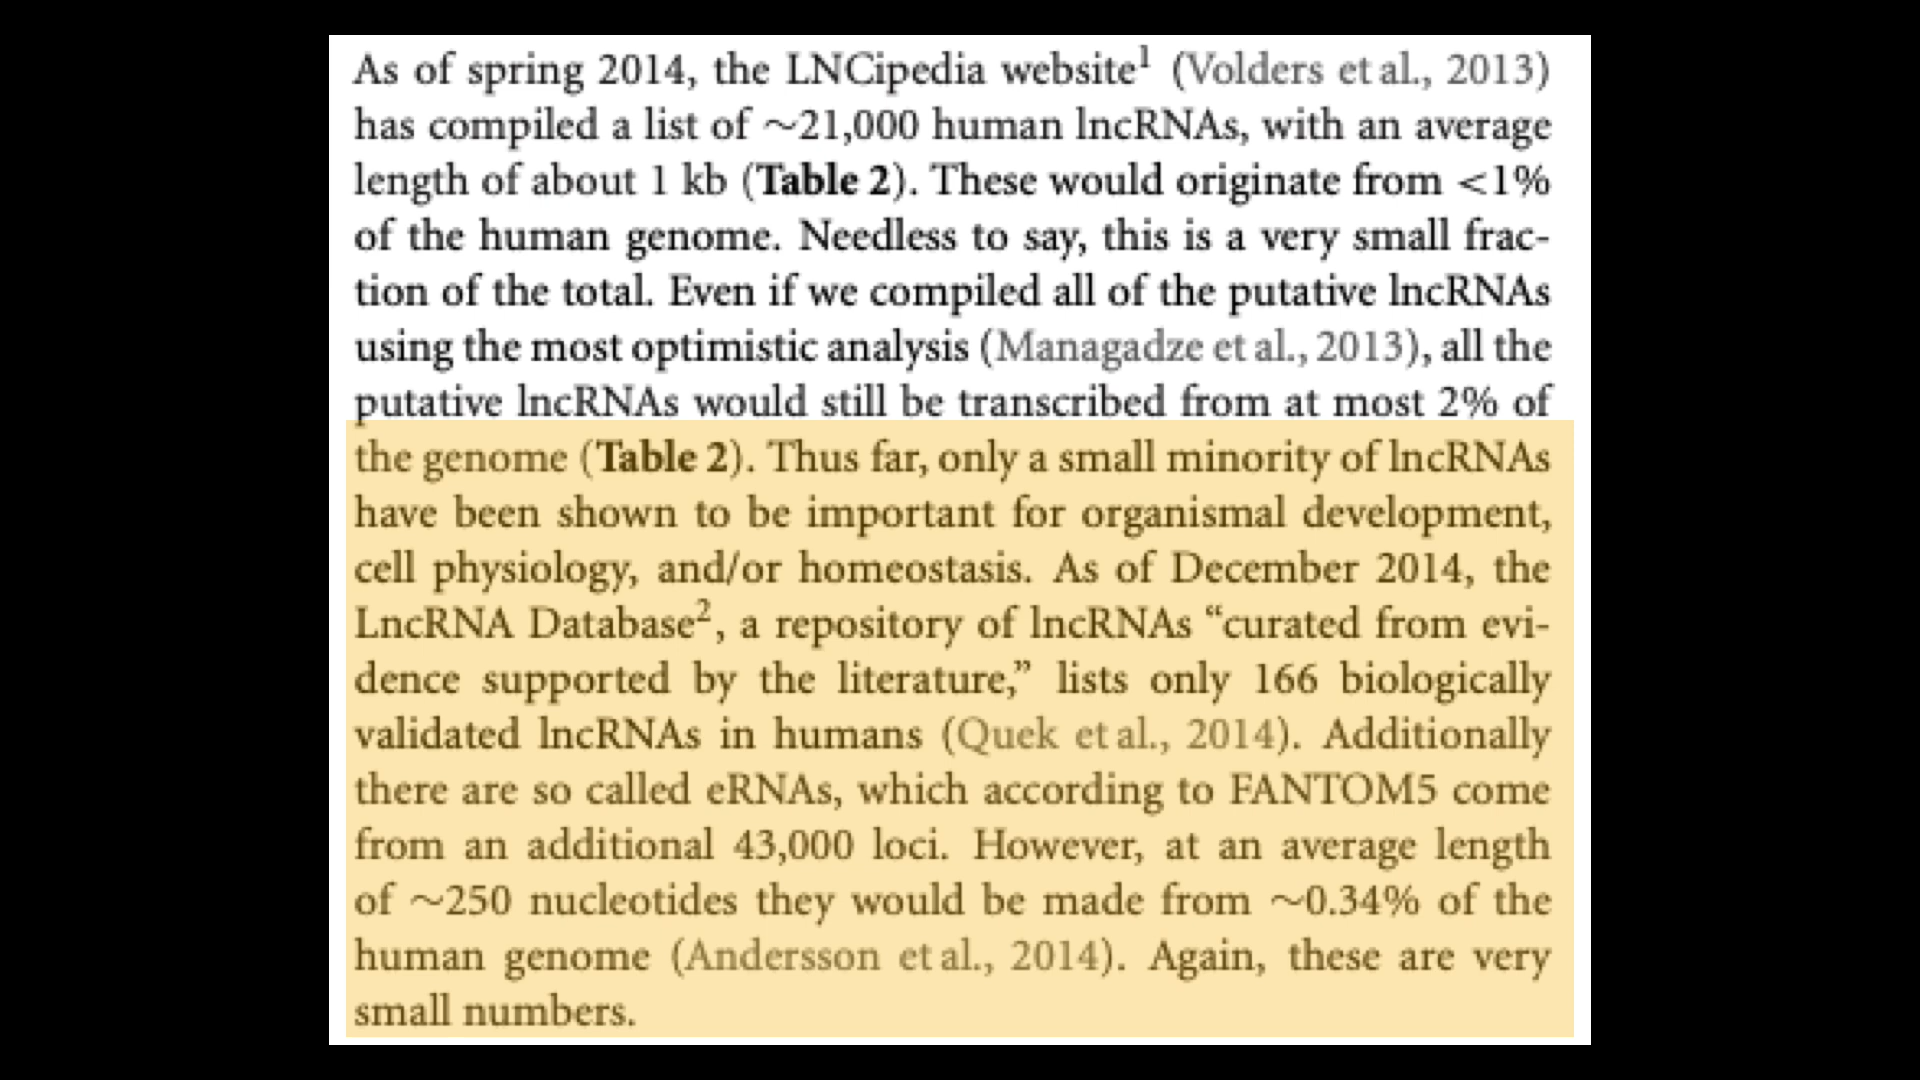 As of spring 2014, the LNCipedia website¹ (Volders et al., 2013)
has compiled a list of ~21,000 human lncRNAs, with an average
length of about 1 kb (Table 2). These would originate from <1%
of the human genome. Needless to say, this is a very small frac-
tion of the total. Even if we compiled all of the putative lncRNAs
using the most optimistic analysis (Managadze et al., 2013), all the
putative lncRNAs would still be transcribed from at most 2% of
the genome (Table 2). Thus far, only a small minority of lncRNAs
have been shown to be important for organismal development,
cell physiology, and/or homeostasis. As of December 2014, the
LncRNA Database², a repository of lncRNAs “curated from evi-
dence supported by the literature,” lists only 166 biologically
validated lncRNAs in humans (Quek et al., 2014). Additionally
there are so called eRNAs, which according to FANTOM5 come
from an additional 43,000 loci. However, at an average length
of ~250 nucleotides they would be made from ~0.34% of the
human genome (Andersson et al., 2014). Again, these are very
small numbers.